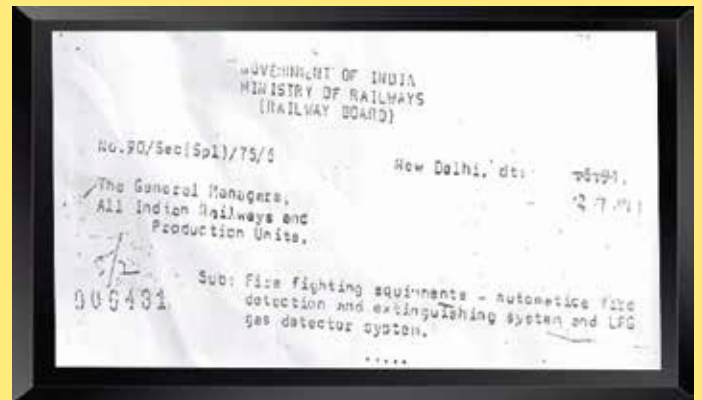 GOVERNMENT OF INDIA
MINISTRY OF RAILWAYS
(RAILWAY BOARD)
No.90/Sec(Spl)/75/6
New Delhi, dt:
The General Managers,
All Indian Railways and
Production Units.
006431
Sub: Fire fighting equipments - automatice fire
detection and extinguishing system and LPG
gas detector system.
.....